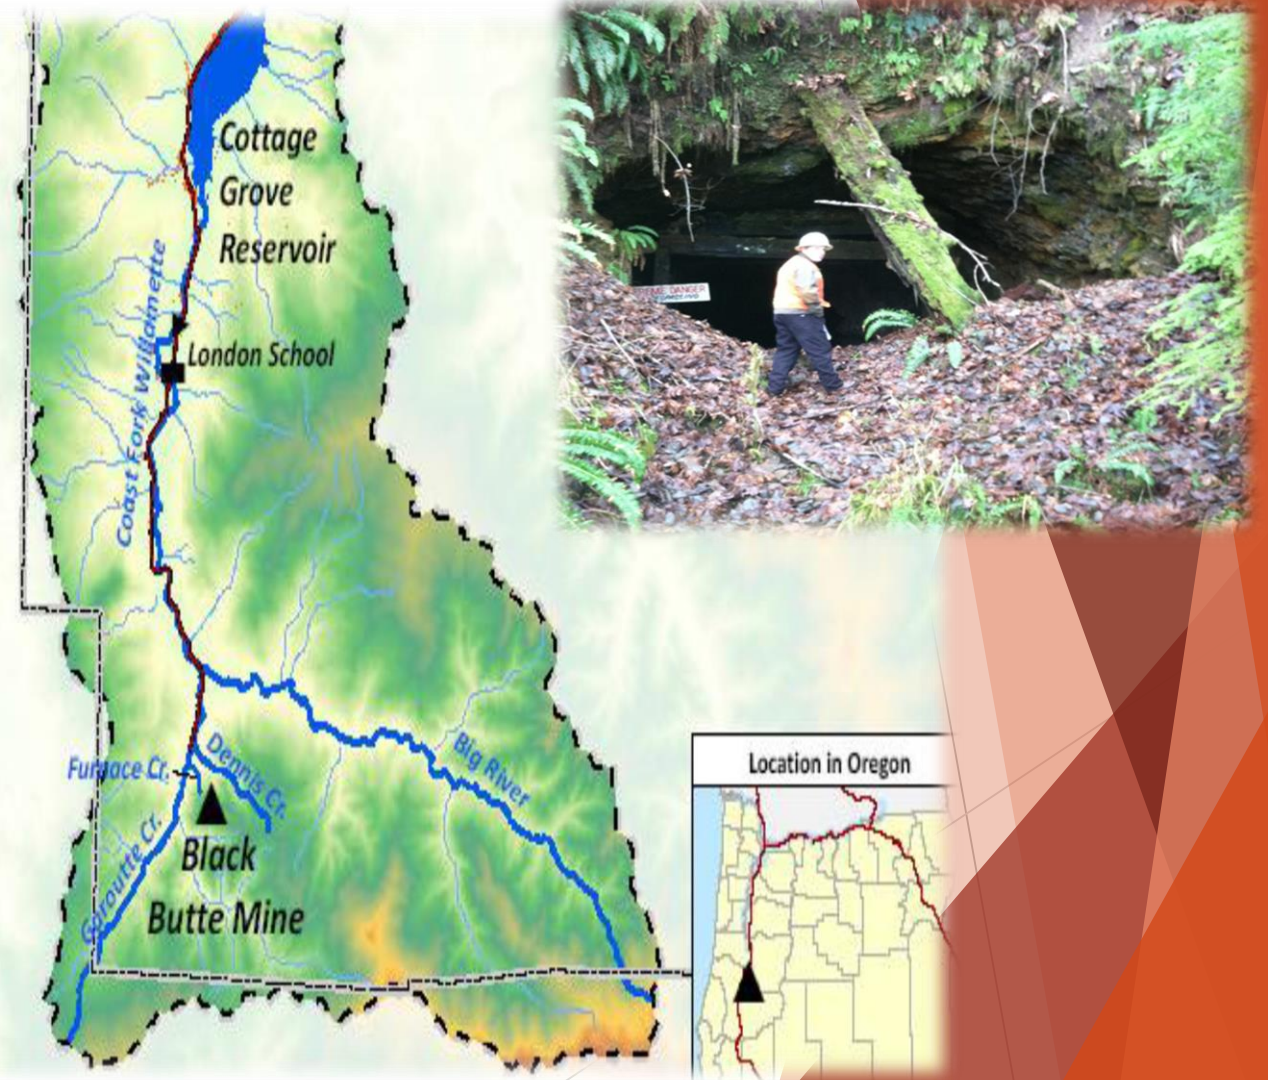 Cottage
Grove
Reservoir
Coast Fork Willamette
London School
Big River
Dennis Cr.
Furnace Cr.
Garoutte Cr.
Black
Butte Mine
DANGER
Location in Oregon